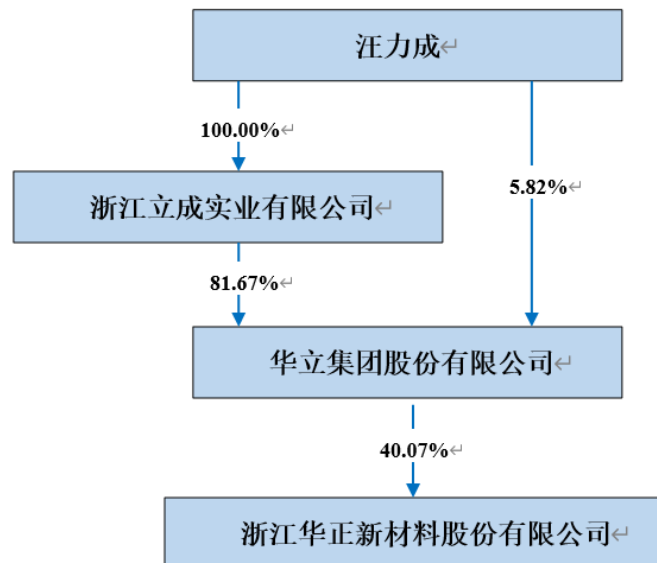 汪力成↵
100.00%↵
5.82%↵
浙江立成实业有限公司↵
81.67%↵
华立集团股份有限公司↵
40.07%↵
浙江华正新材料股份有限公司↵